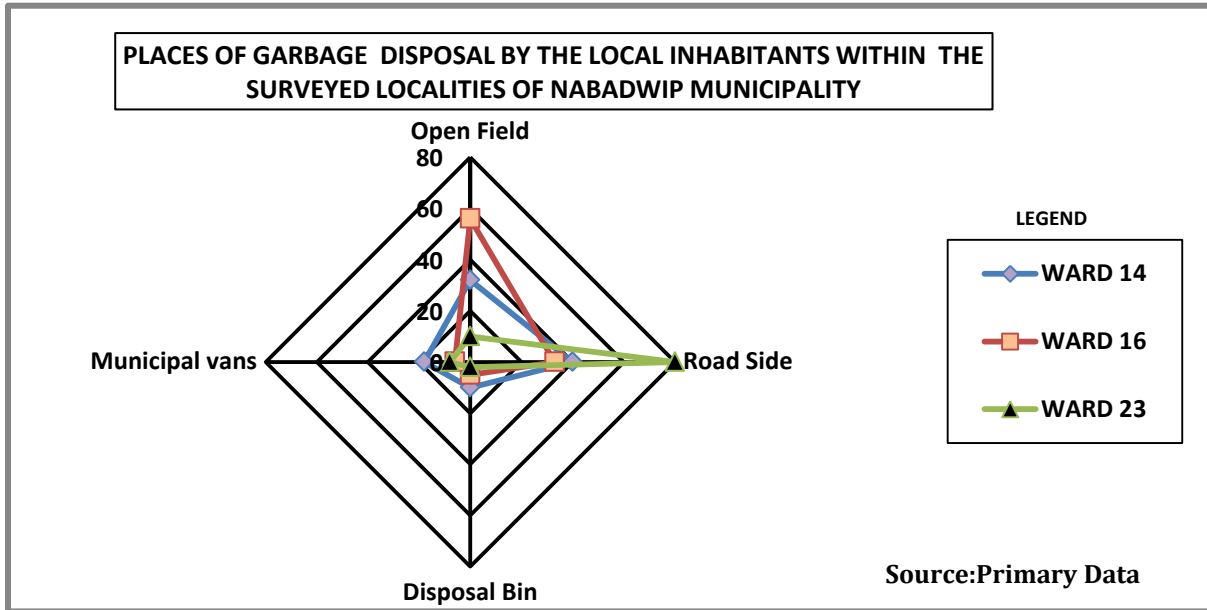 PLACES OF GARBAGE DISPOSAL BY THE LOCAL INHABITANTS WITHIN THE
SURVEYED LOCALITIES OF NABADWIP MUNICIPALITY
Open Field
80
60
40
20
0
Municipal vans
Road Side
Disposal Bin
LEGEND
WARD 14
WARD 16
WARD 23
Source:Primary Data